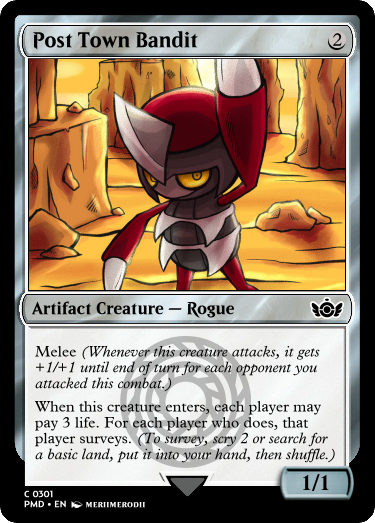 Post Town Bandit 2
Artifact Creature — Rogue
Melee (Whenever this creature attacks, it gets
+1/+1 until end of turn for each opponent you
attacked this combat.)
When this creature enters, each player may
pay 3 life. For each player who does, that
player surveys. (To survey, scry 2 or search for
a basic land, put it into your hand, then shuffle.)
1/1
C 0301
PMD • EN MERIIMERODII